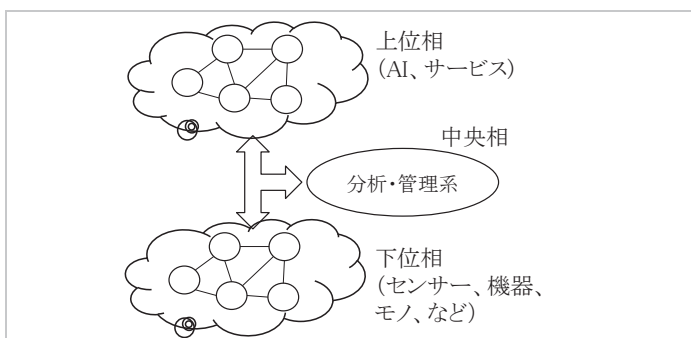 上位相
（AI、サービス）
中央相
分析・管理系
下位相
（センサー、機器、
モノ、など）